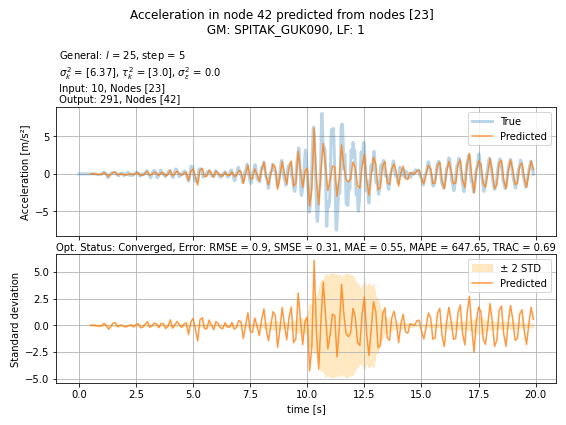 Acceleration in node 42 predicted from nodes [23]
GM: SPITAK_GUK090, LF: 1
General: l = 25, step = 5
σ²ₖ = [6.37], τ²ₖ = [3.0], σ²ε = 0.0
Input: 10, Nodes [23]
Output: 291, Nodes [42]
Acceleration [m/s²]
5
0
−5
True
Predicted
Opt. Status: Converged, Error: RMSE = 0.9, SMSE = 0.31, MAE = 0.55, MAPE = 647.65, TRAC = 0.69
Standard deviation
5.0
2.5
0.0
−2.5
−5.0
± 2 STD
Predicted
0.0 2.5 5.0 7.5 10.0 12.5 15.0 17.5 20.0
time [s]